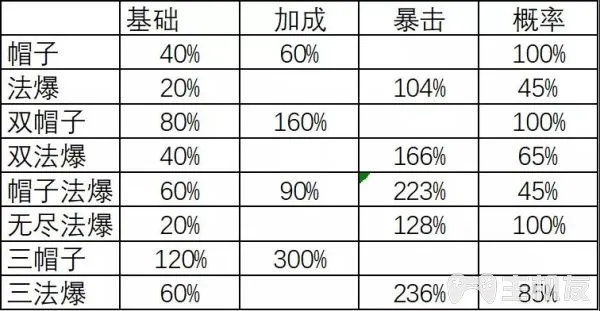 基础 加成 暴击 概率
帽子 40% 60% 100%
法爆 20% 104% 45%
双帽子 80% 160% 100%
双法爆 40% 166% 65%
帽子法爆 60% 90% 223% 45%
无尽法爆 20% 128% 100%
三帽子 120% 300%
三法爆 60% 236% 85%
主机友